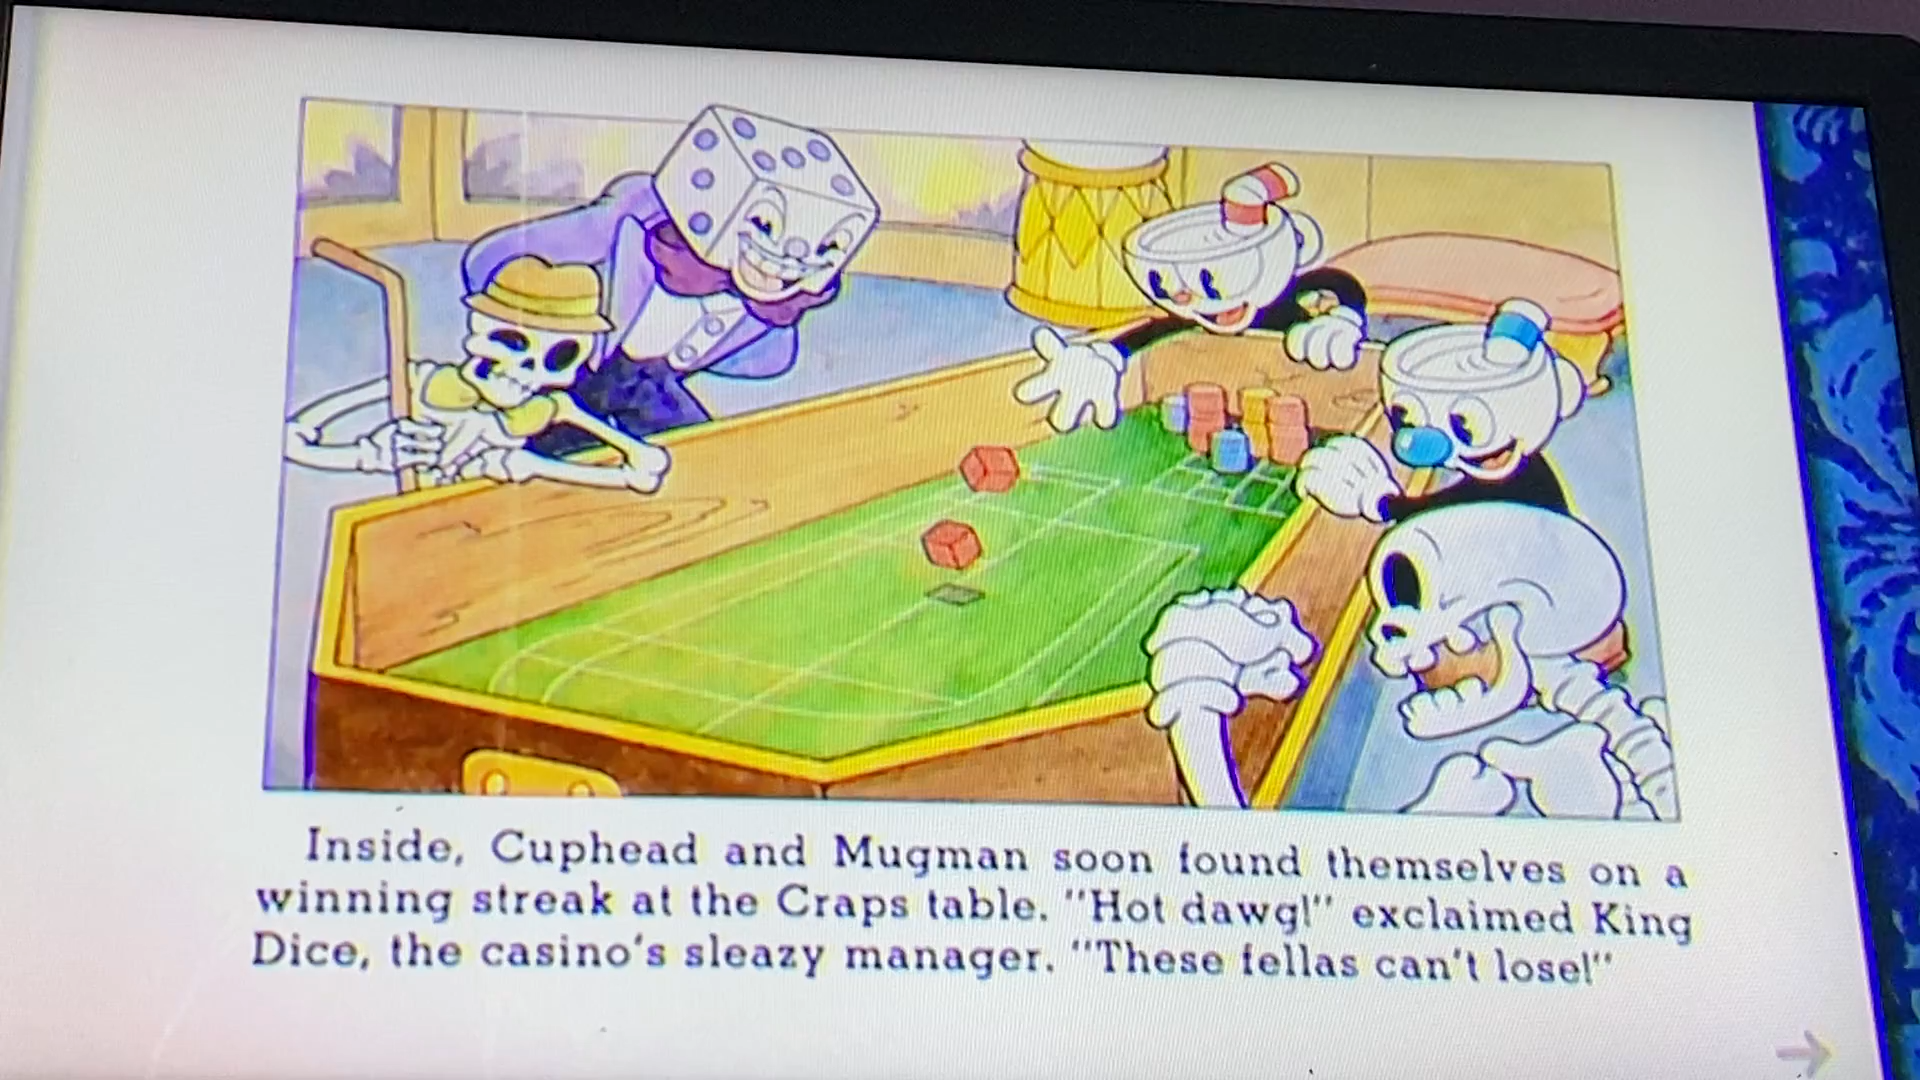 Inside, Cuphead and Mugman soon found themselves on a
winning streak at the Craps table. "Hot dawg!" exclaimed King
Dice, the casino's sleazy manager. "These fellas can't lose!"